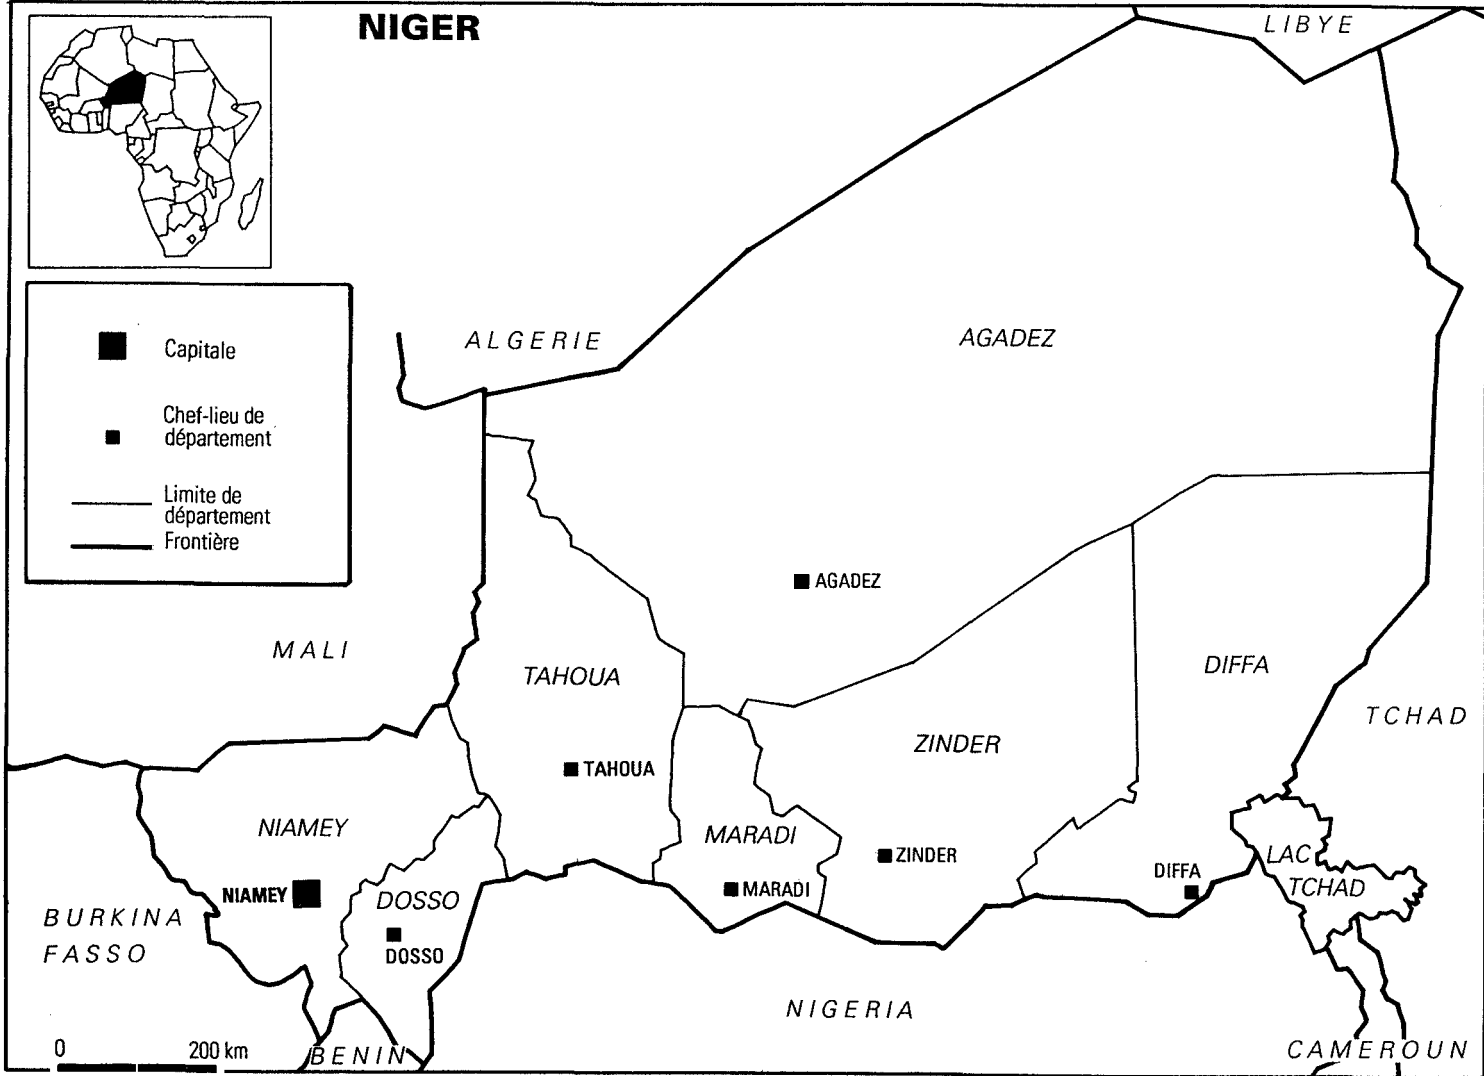 NIGER
LIBYE
ALGERIE
AGADEZ
Capitale
Chef-lieu de
département
Limite de
département
Frontière
AGADEZ
MALI
TAHOUA
DIFFA
TCHAD
ZINDER
TAHOUA
NIAMEY
MARADI
ZINDER
LAC
TCHAD
DIFFA
MARADI
NIAMEY
DOSSO
BURKINA
FASSO
DOSSO
NIGERIA
0 200 km
BENIN
CAMEROUN